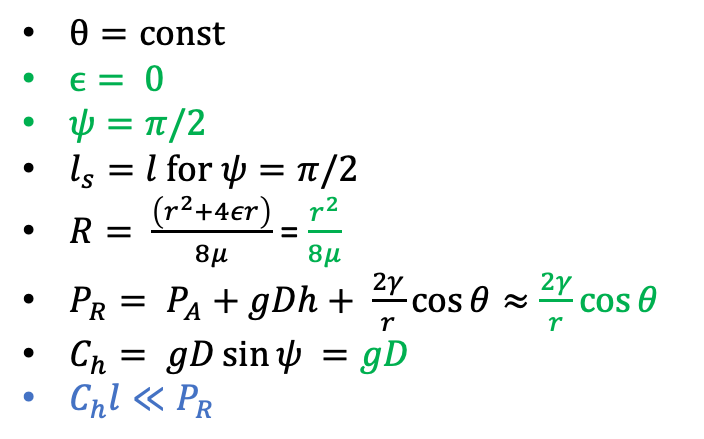 • θ = const
• ϵ = 0
• ψ = π/2
• lₛ = l for ψ = π/2
• R = (r²+4ϵr)/8μ = r²/8μ
• P_R = P_A + gDh + 2γ/r cos θ ≈ 2γ/r cos θ
• C_h = gD sin ψ = gD
• C_h l ≪ P_R